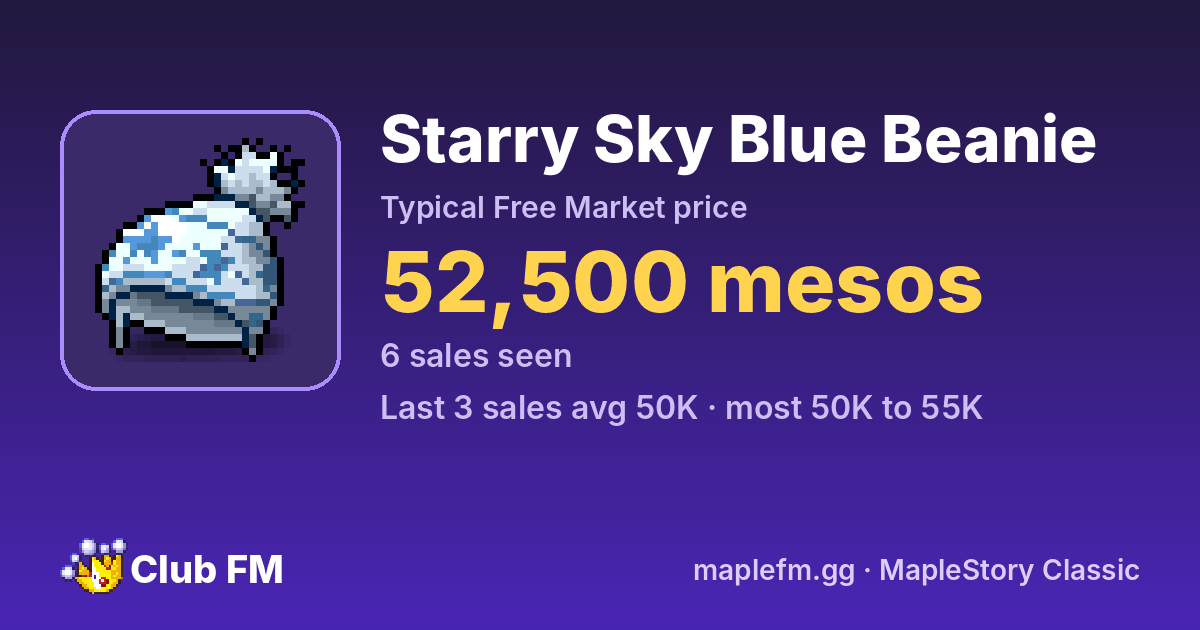 Starry Sky Blue Beanie
Typical Free Market price
52,500 mesos
6 sales seen
Last 3 sales avg 50K · most 50K to 55K
Club FM
maplefm.gg · MapleStory Classic